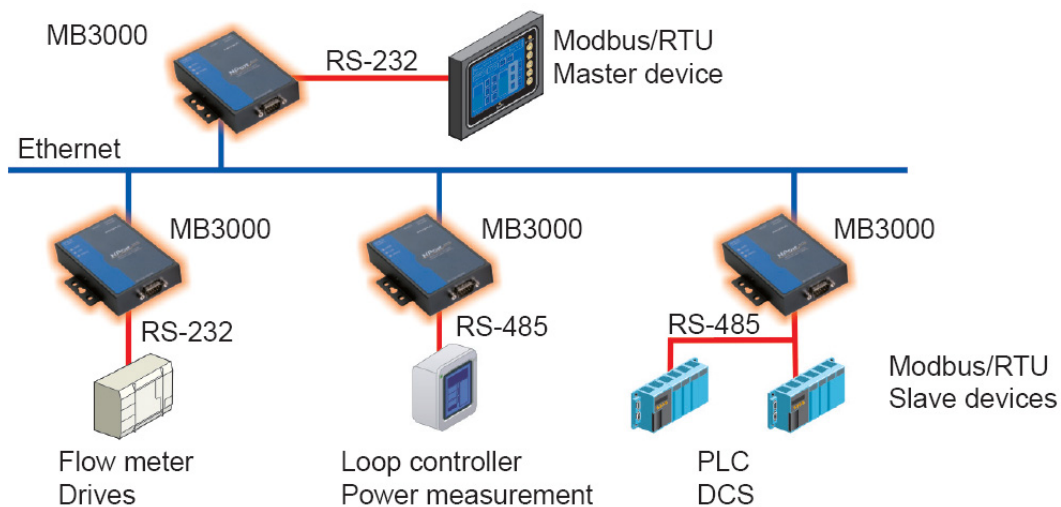 MB3000
RS-232
Modbus/RTU
Master device
Ethernet
MB3000
MB3000
MB3000
RS-232
RS-485
RS-485
Modbus/RTU
Slave devices
Flow meter
Drives
Loop controller
Power measurement
PLC
DCS